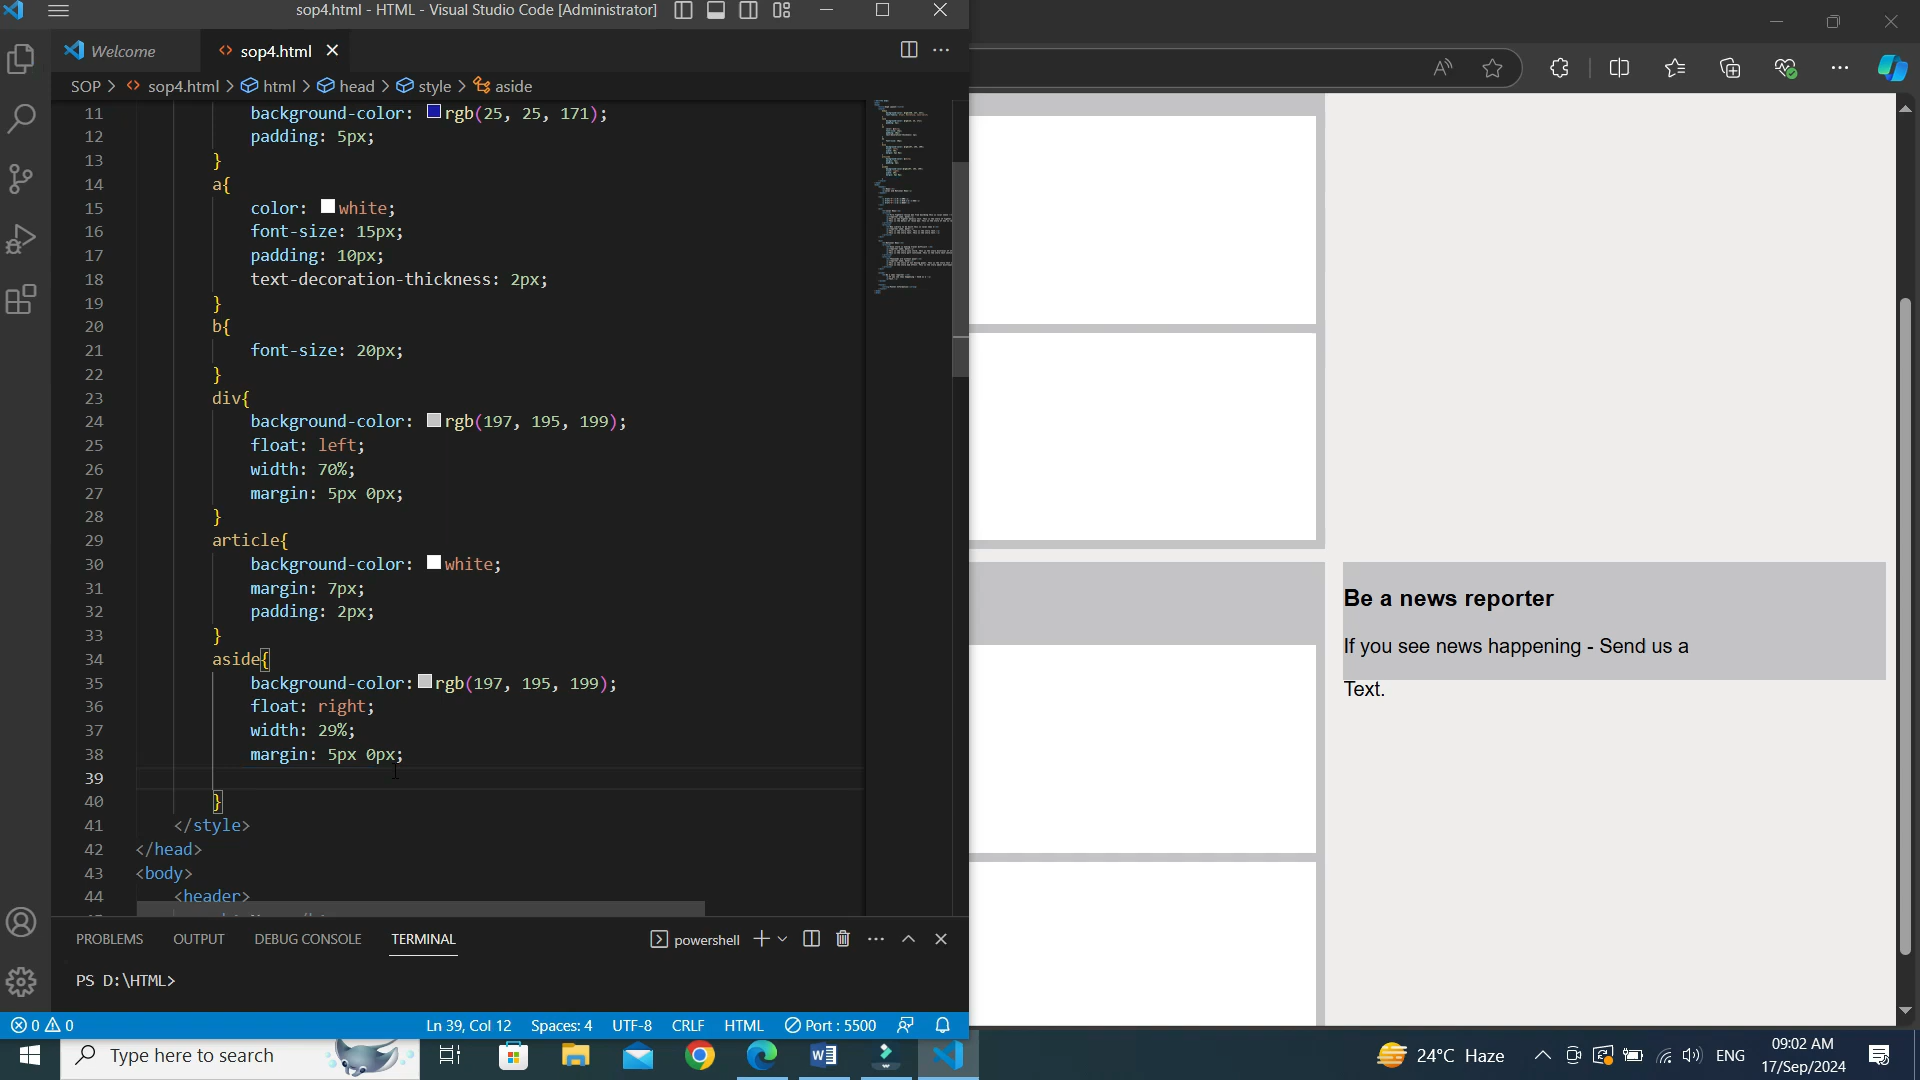 sop4.html - HTML - Visual Studio Code [Administrator]
Welcome
sop4.html
SOP > sop4.html > html > head > style > aside
11 background-color: rgb(25, 25, 171);
12 padding: 5px;
13 }
14 a{
15 color: white;
16 font-size: 15px;
17 padding: 10px;
18 text-decoration-thickness: 2px;
19 }
20 b{
21 font-size: 20px;
22 }
23 div{
24 background-color: rgb(197, 195, 199);
25 float: left;
26 width: 70%;
27 margin: 5px 0px;
28 }
29 article{
30 background-color: white;
31 margin: 7px;
32 padding: 2px;
33 }
34 aside{
35 background-color: rgb(197, 195, 199);
36 float: right;
37 width: 29%;
38 margin: 5px 0px;
39
40 }
41 </style>
42 </head>
43 <body>
44 <header>
Be a news reporter
If you see news happening - Send us a
Text.
PROBLEMS OUTPUT DEBUG CONSOLE TERMINAL powershell
PS D:\HTML>
0 0 Ln 39, Col 12 Spaces: 4 UTF-8 CRLF HTML Port : 5500
Type here to search
24°C Haze
ENG
09:02 AM
17/Sep/2024